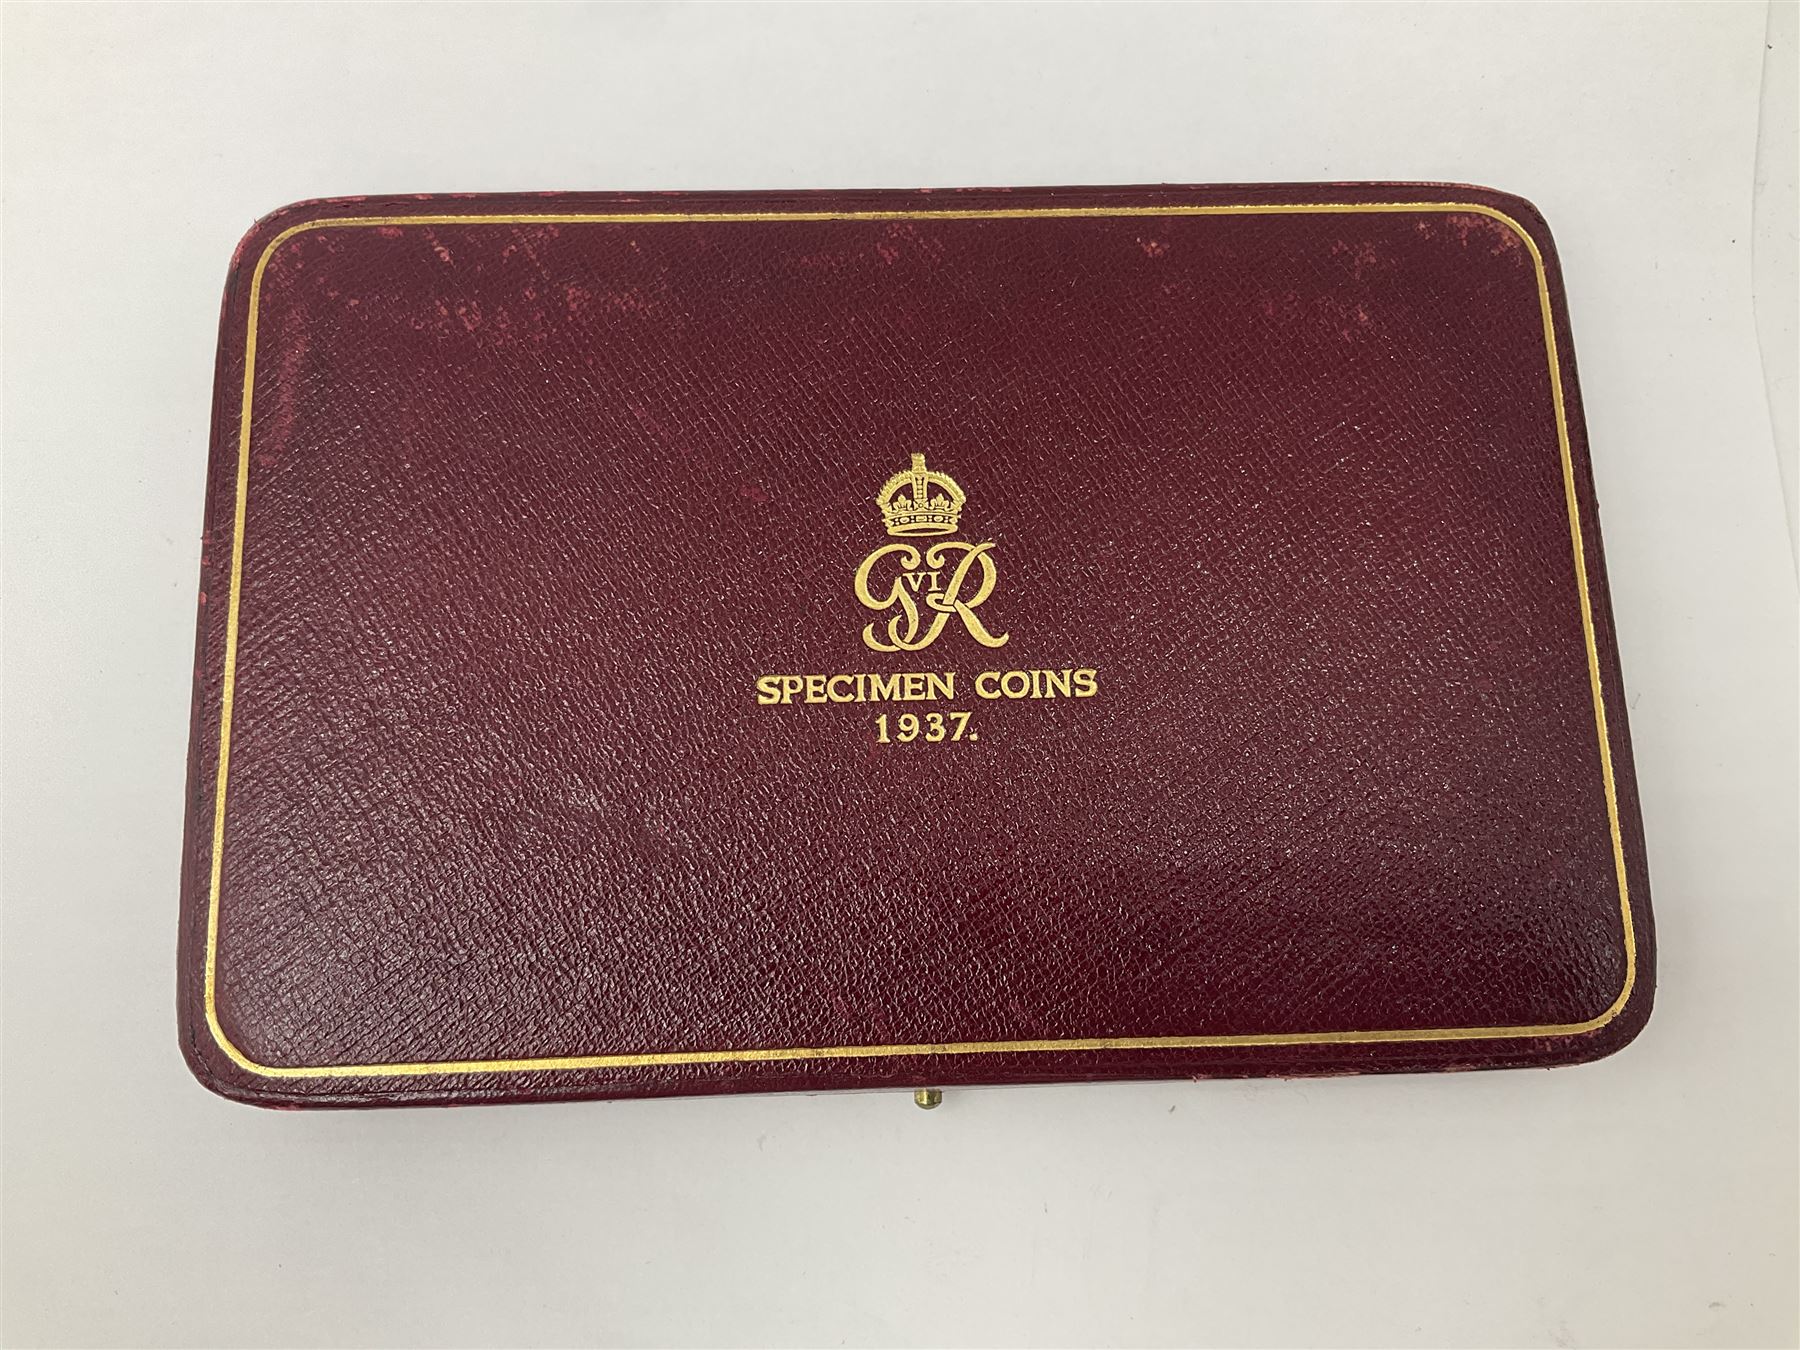 GVIR
SPECIMEN COINS
1937.